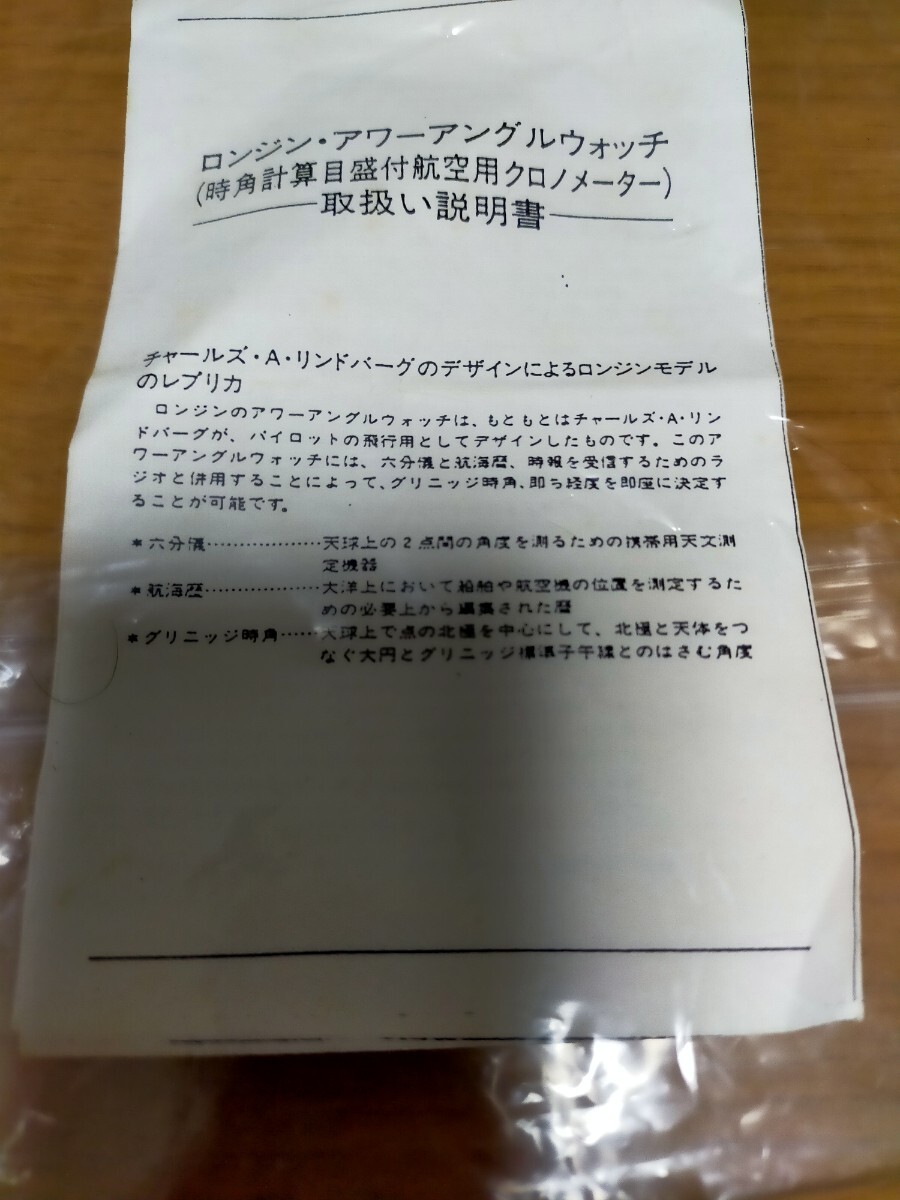 ロンジン・アワーアングルウォッチ
(時角計算目盛付航空用クロノメーター)
取扱い説明書
チャールズ・A・リンドバーグのデザインによるロンジンモデル
のレプリカ
ロンジンのアワーアングルウォッチは、もともとはチャールズ・A・リン
ドバーグが、パイロットの飛行用としてデザインしたものです。このア
ワーアングルウォッチには、六分儀と航海暦、時報を受信するためのラ
ジオと併用することによって、グリニッジ時角、即ち経度を即座に決定す
ることが可能です。
*六分儀………………天球上の2点間の角度を測るための携帯用天文測
定機器
*航海歴………………大洋上において船舶や航空機の位置を測定するた
めの必要上から編集された暦
*グリニッジ時角……天球上で点の北極を中心にして、北極と天体をつ
なぐ大円とグリニッジ標準子午線とのはさむ角度